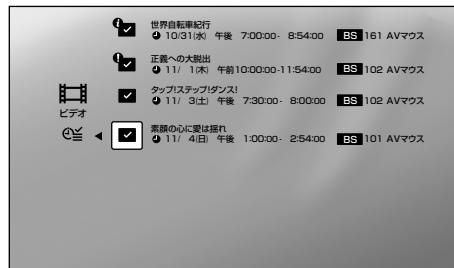 世界自転車紀行
10/31(水) 午後 7:00:00- 8:54:00 BS 161 AVマウス
正義への大脱出
11/ 1(木) 午前10:00:00-11:54:00 BS 102 AVマウス
タップ!ステップ!ダンス!
11/ 3(土) 午後 7:30:00- 8:00:00 BS 102 AVマウス
ビデオ
素顔の心に愛は揺れ
11/ 4(日) 午後 1:00:00- 2:54:00 BS 101 AVマウス